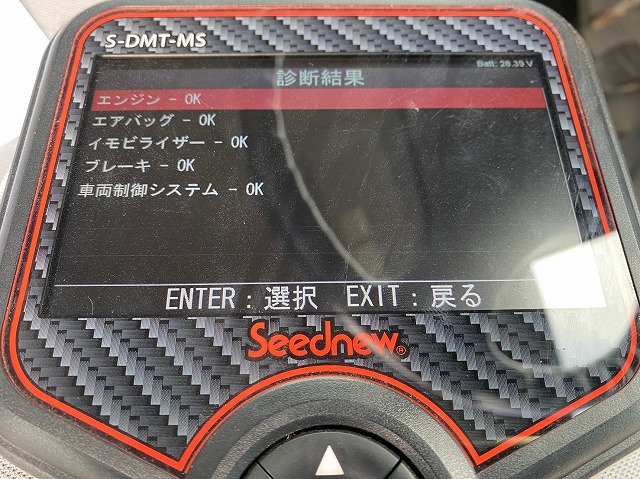 S-DMT-MS
Batt: 28.39 V
診断結果
エンジン - OK
エアバッグ - OK
イモビライザー - OK
ブレーキ - OK
車両制御システム - OK
ENTER：選択 EXIT：戻る
Seednew®